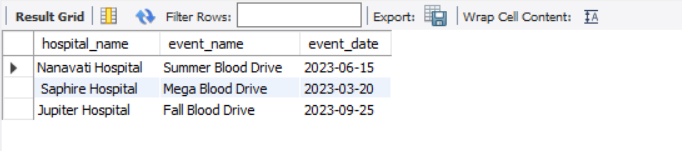 Result Grid Filter Rows: Export: Wrap Cell Content:
hospital_name event_name event_date
Nanavati Hospital Summer Blood Drive 2023-06-15
Saphire Hospital Mega Blood Drive 2023-03-20
Jupiter Hospital Fall Blood Drive 2023-09-25